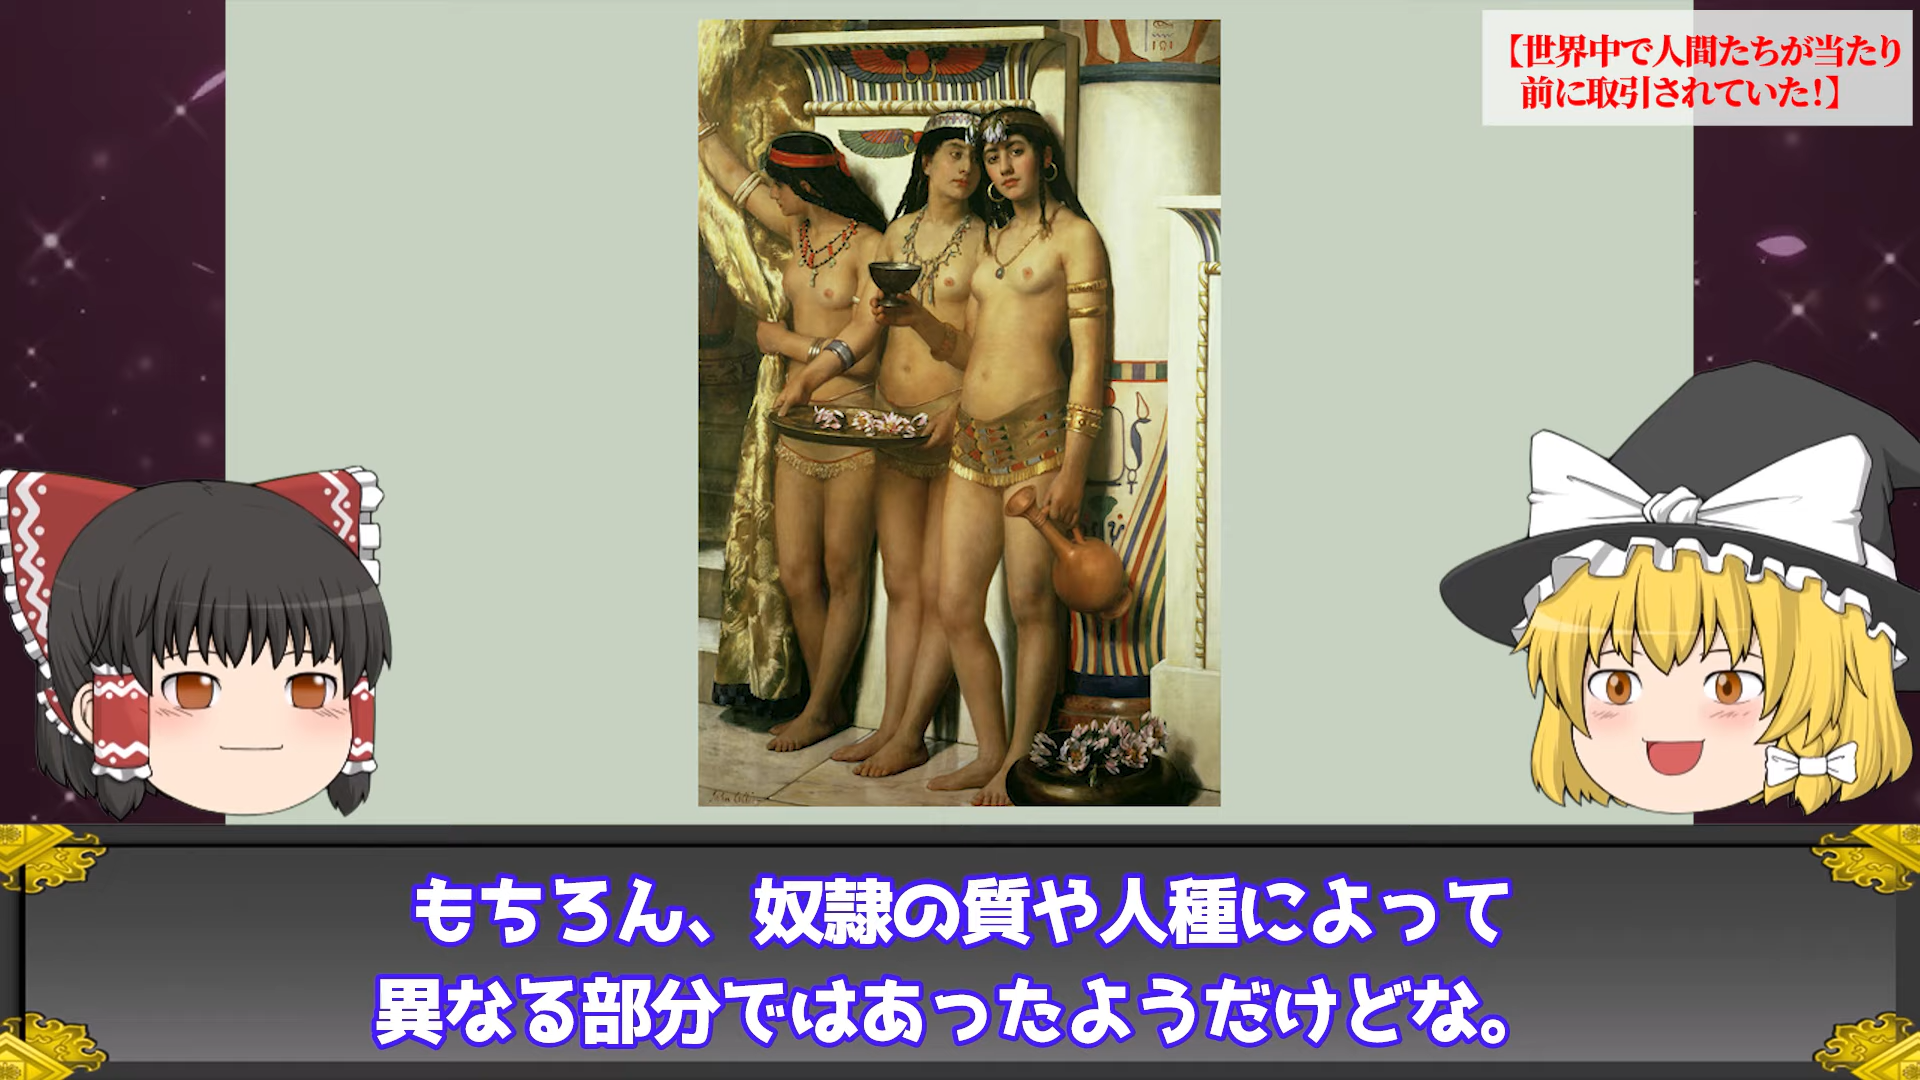 【世界中で人間たちが当たり
前に取引されていた!】
もちろん、奴隷の質や人種によって
異なる部分ではあったようだけどな。